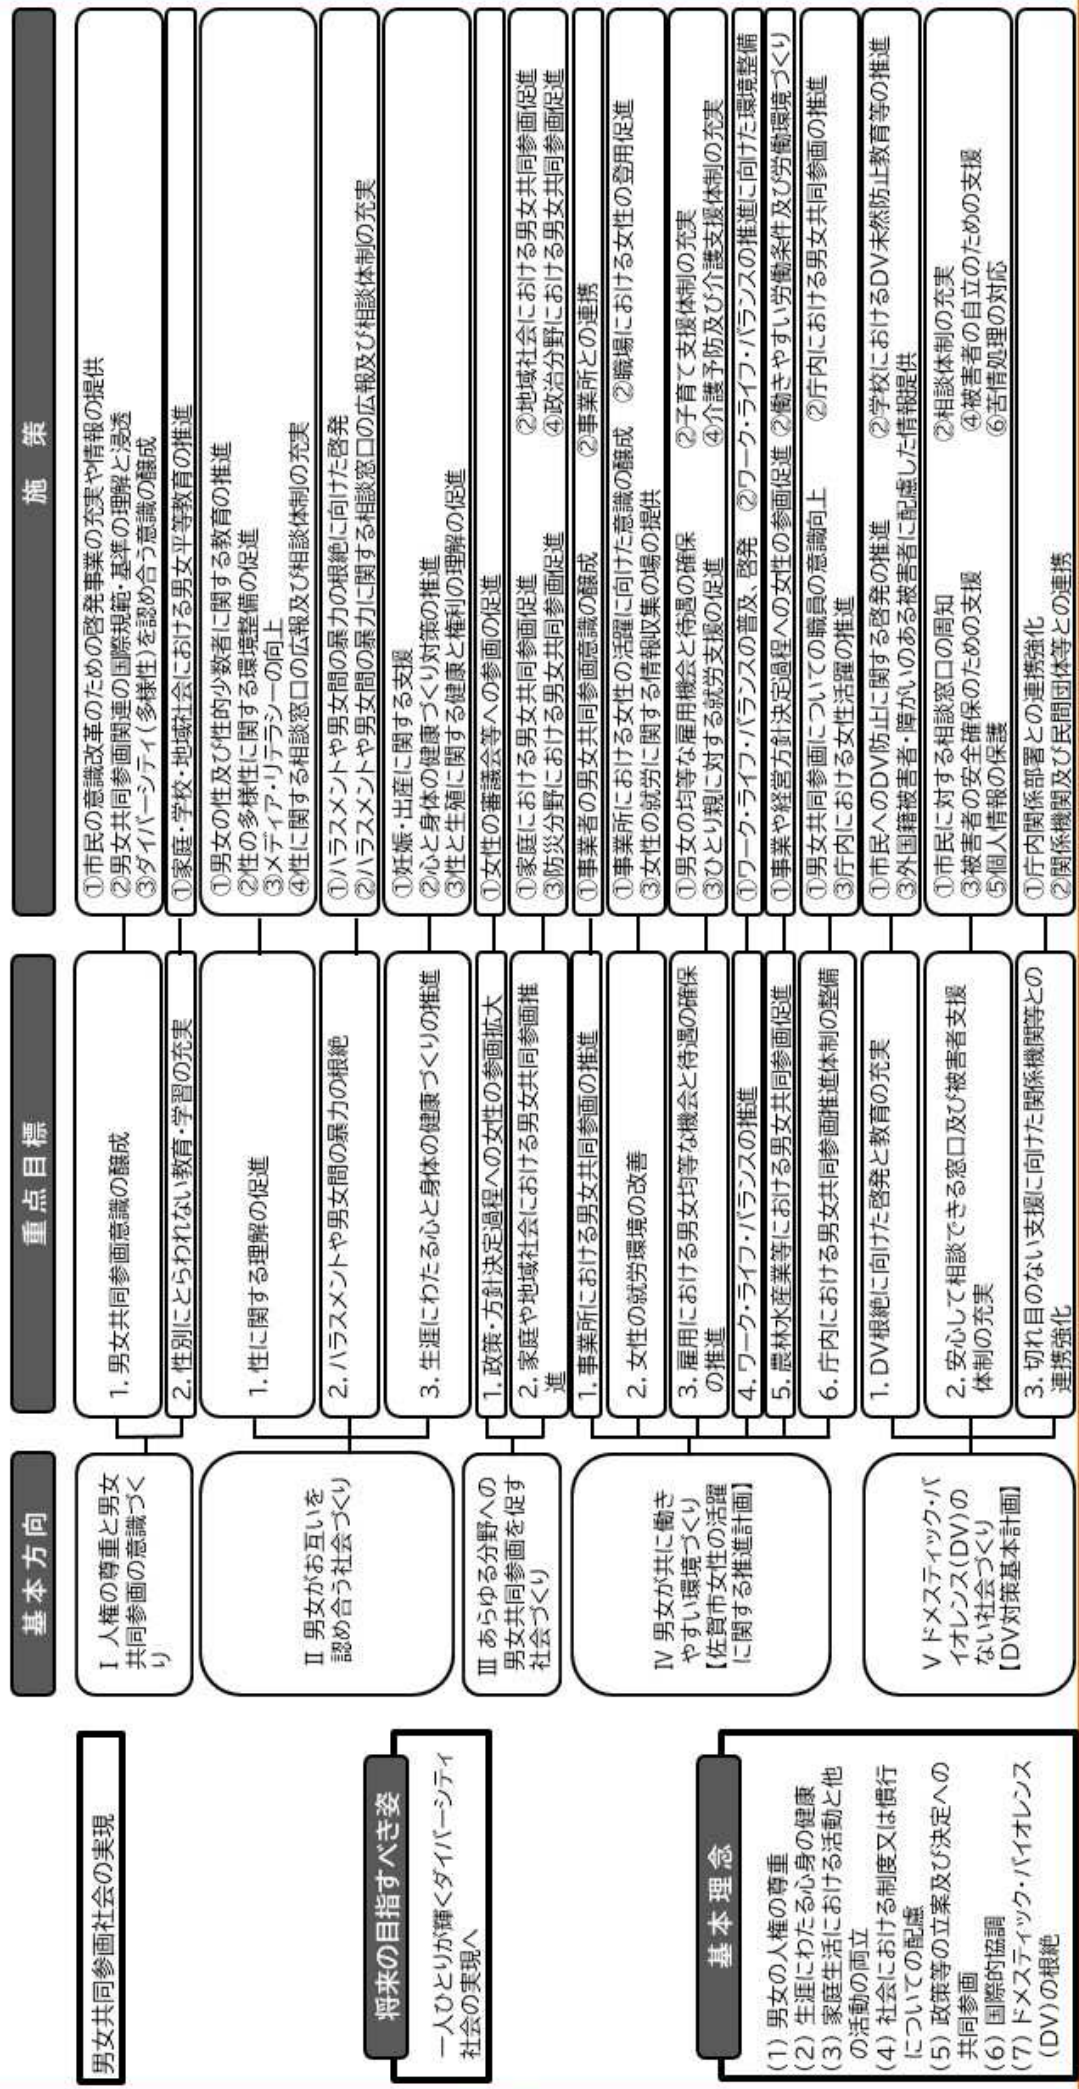 男女共同参画社会の実現
将来の目指すべき姿
一人ひとりが輝くダイバーシティ
社会の実現へ
基本理念
(1) 男女の人権の尊重
(2) 生涯にわたる心身の健康
(3) 家庭生活における活動と他
の活動の両立
(4) 社会における制度又は慣行
についての配慮
(5) 政策等の立案及び決定への
共同参画
(6) 国際的協調
(7) ドメスティック・バイオレンス
(DV)の根絶
基本方向
Ⅰ 人権の尊重と男女
共同参画の意識づく
り
Ⅱ 男女がお互いを
認め合う社会づくり
Ⅲ あらゆる分野への
男女共同参画を促す
社会づくり
Ⅳ 男女が共に働き
やすい環境づくり
【佐賀市女性の活躍
に関する推進計画】
Ⅴ ドメスティック・バ
イオレンス(DV)の
ない社会づくり
【DV対策基本計画】
重点目標
1. 男女共同参画意識の醸成
2. 性別にとらわれない教育・学習の充実
1. 性に関する理解の促進
2. ハラスメントや男女間の暴力の根絶
3. 生涯にわたる心と身体の健康づくりの推進
1. 政策・方針決定過程への女性の参画拡大
2. 家庭や地域社会における男女共同参画推
進
1. 事業所における男女共同参画の推進
2. 女性の就労環境の改善
3. 雇用における男女均等な機会と待遇の確保
の推進
4. ワーク・ライフ・バランスの推進
5. 農林水産業等における男女共同参画促進
6. 庁内における男女共同参画推進体制の整備
1. DV根絶に向けた啓発と教育の充実
2. 安心して相談できる窓口及び被害者支援
体制の充実
3. 切れ目のない支援に向けた関係機関等との
連携強化
施策
①市民の意識改革のための啓発事業の充実や情報の提供
②男女共同参画関連の国際規範・基準の理解と浸透
③ダイバーシティ(多様性)を認め合う意識の醸成
①家庭・学校・地域社会における男女平等教育の推進
①男女の性及び性的少数者に関する教育の推進
②性の多様性に関する環境整備の促進
③メディア・リテラシーの向上
④性に関する相談窓口の広報及び相談体制の充実
①ハラスメントや男女間の暴力の根絶に向けた啓発
②ハラスメントや男女間の暴力に関する相談窓口の広報及び相談体制の充実
①妊娠・出産に関する支援
②心と身体の健康づくり対策の推進
③性と生殖に関する健康と権利の理解の促進
①女性の審議会等への参画の促進
①家庭における男女共同参画促進 ②地域社会における男女共同参画促進
③防災分野における男女共同参画促進 ④政治分野における男女共同参画促進
①事業者の男女共同参画意識の醸成 ②事業所との連携
①事業所における女性の活躍に向けた意識の醸成 ②職場における女性の登用促進
③女性の就労に関する情報収集の場の提供
①男女の均等な雇用機会と待遇の確保 ②子育て支援体制の充実
③ひとり親に対する就労支援の促進 ④介護予防及び介護支援体制の充実
①ワーク・ライフ・バランスの普及、啓発 ②ワーク・ライフ・バランスの推進に向けた環境整備
①事業や経営方針決定過程への女性の参画促進 ②働きやすい労働条件及び労働環境づくり
①男女共同参画についての職員の意識向上 ②庁内における男女共同参画の推進
③庁内における女性活躍の推進
①市民へのDV防止に関する啓発の推進 ②学校におけるDV未然防止教育等の推進
③外国籍被害者・障がいのある被害者に配慮した情報提供
①市民に対する相談窓口の周知 ②相談体制の充実
③被害者の安全確保のための支援 ④被害者の自立のための支援
⑤個人情報の保護 ⑥苦情処理の対応
①庁内関係部署との連携強化
②関係機関及び民間団体等との連携